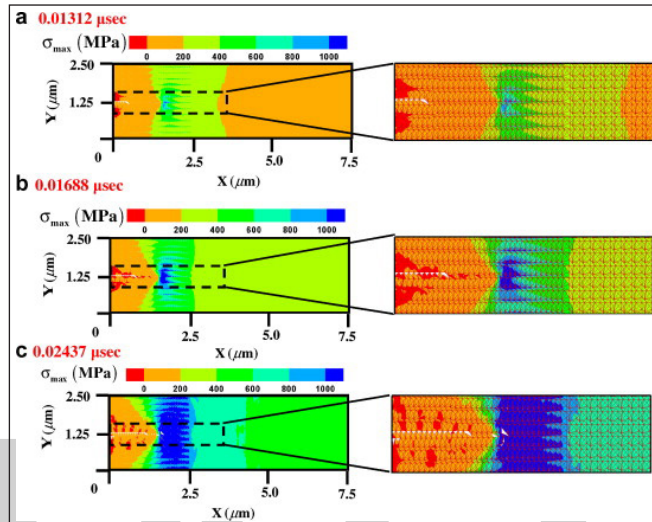 a 0.01312 µsec
σmax (MPa) 0 200 400 600 800 1000
2.50
Y (µm) 1.25
0
2.5 5.0 7.5
X (µm)
b 0.01688 µsec
σmax (MPa) 0 200 400 600 800 1000
2.50
Y (µm) 1.25
0
2.5 5.0 7.5
X (µm)
c 0.02437 µsec
σmax (MPa) 0 200 400 600 800 1000
2.50
Y (µm) 1.25
0
2.5 5.0 7.5
X (µm)